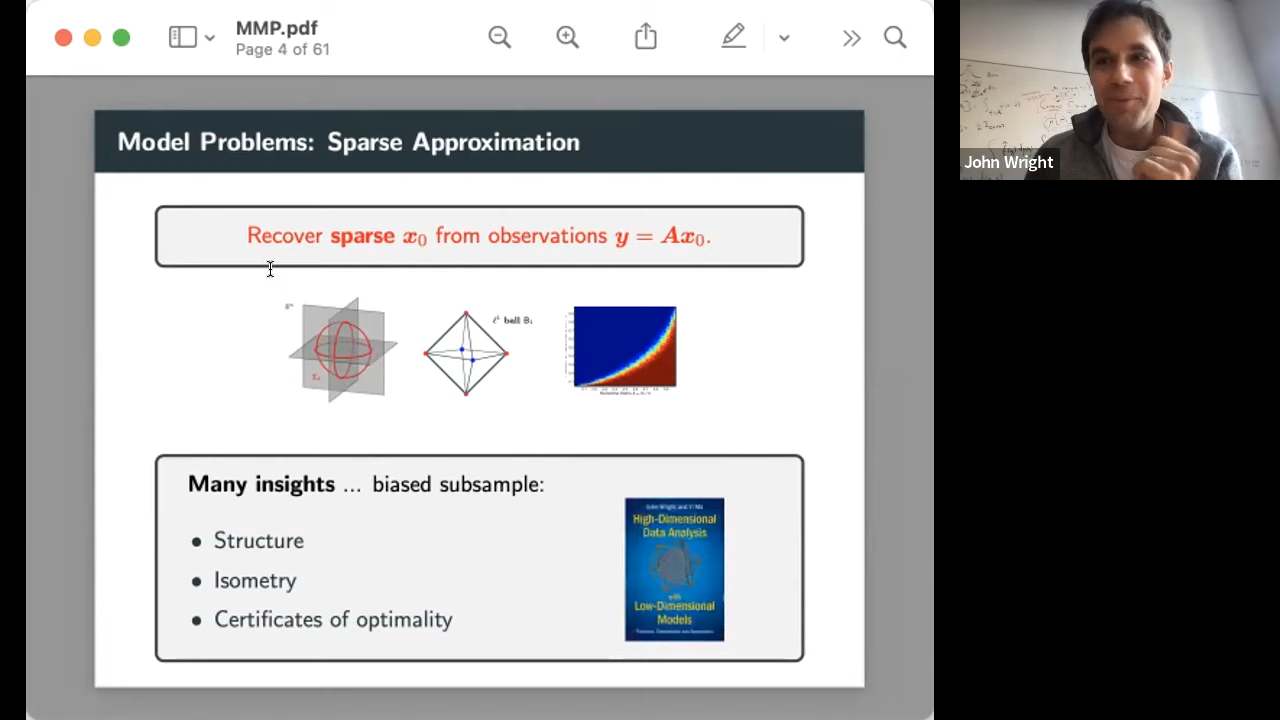 MMP.pdf
Page 4 of 61
John Wright
Model Problems: Sparse Approximation
Recover sparse x₀ from observations y = Ax₀.
ℓ¹ ball B₁
Many insights ... biased subsample:
• Structure
• Isometry
• Certificates of optimality
John Wright and Yi Ma
High-Dimensional
Data Analysis
with
Low-Dimensional
Models